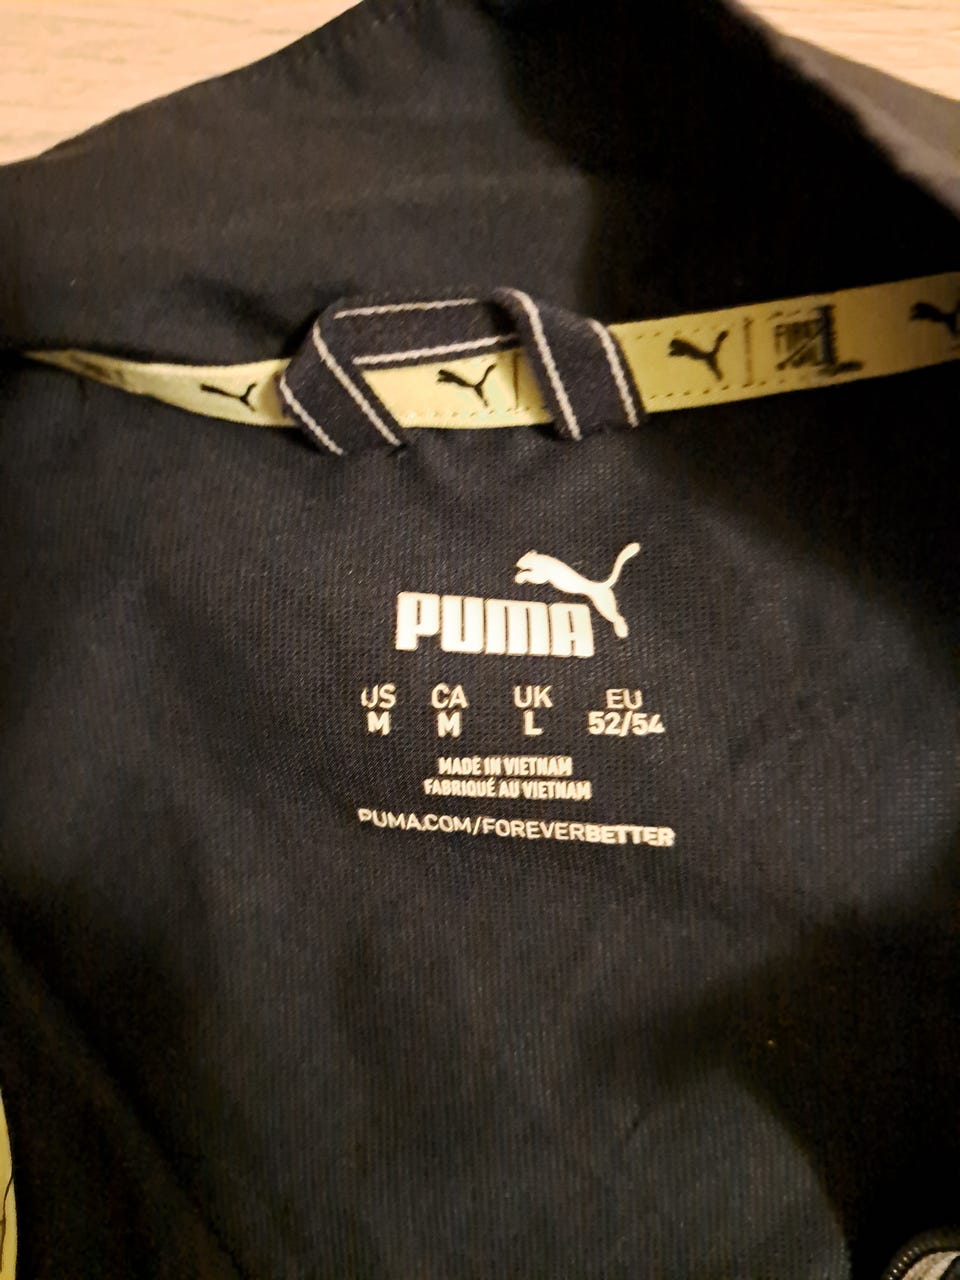 PUMA
US CA UK EU
M M L 52/54
MADE IN VIETNAM
FABRIQUÉ AU VIETNAM
PUMA.COM/FOREVERBETTER